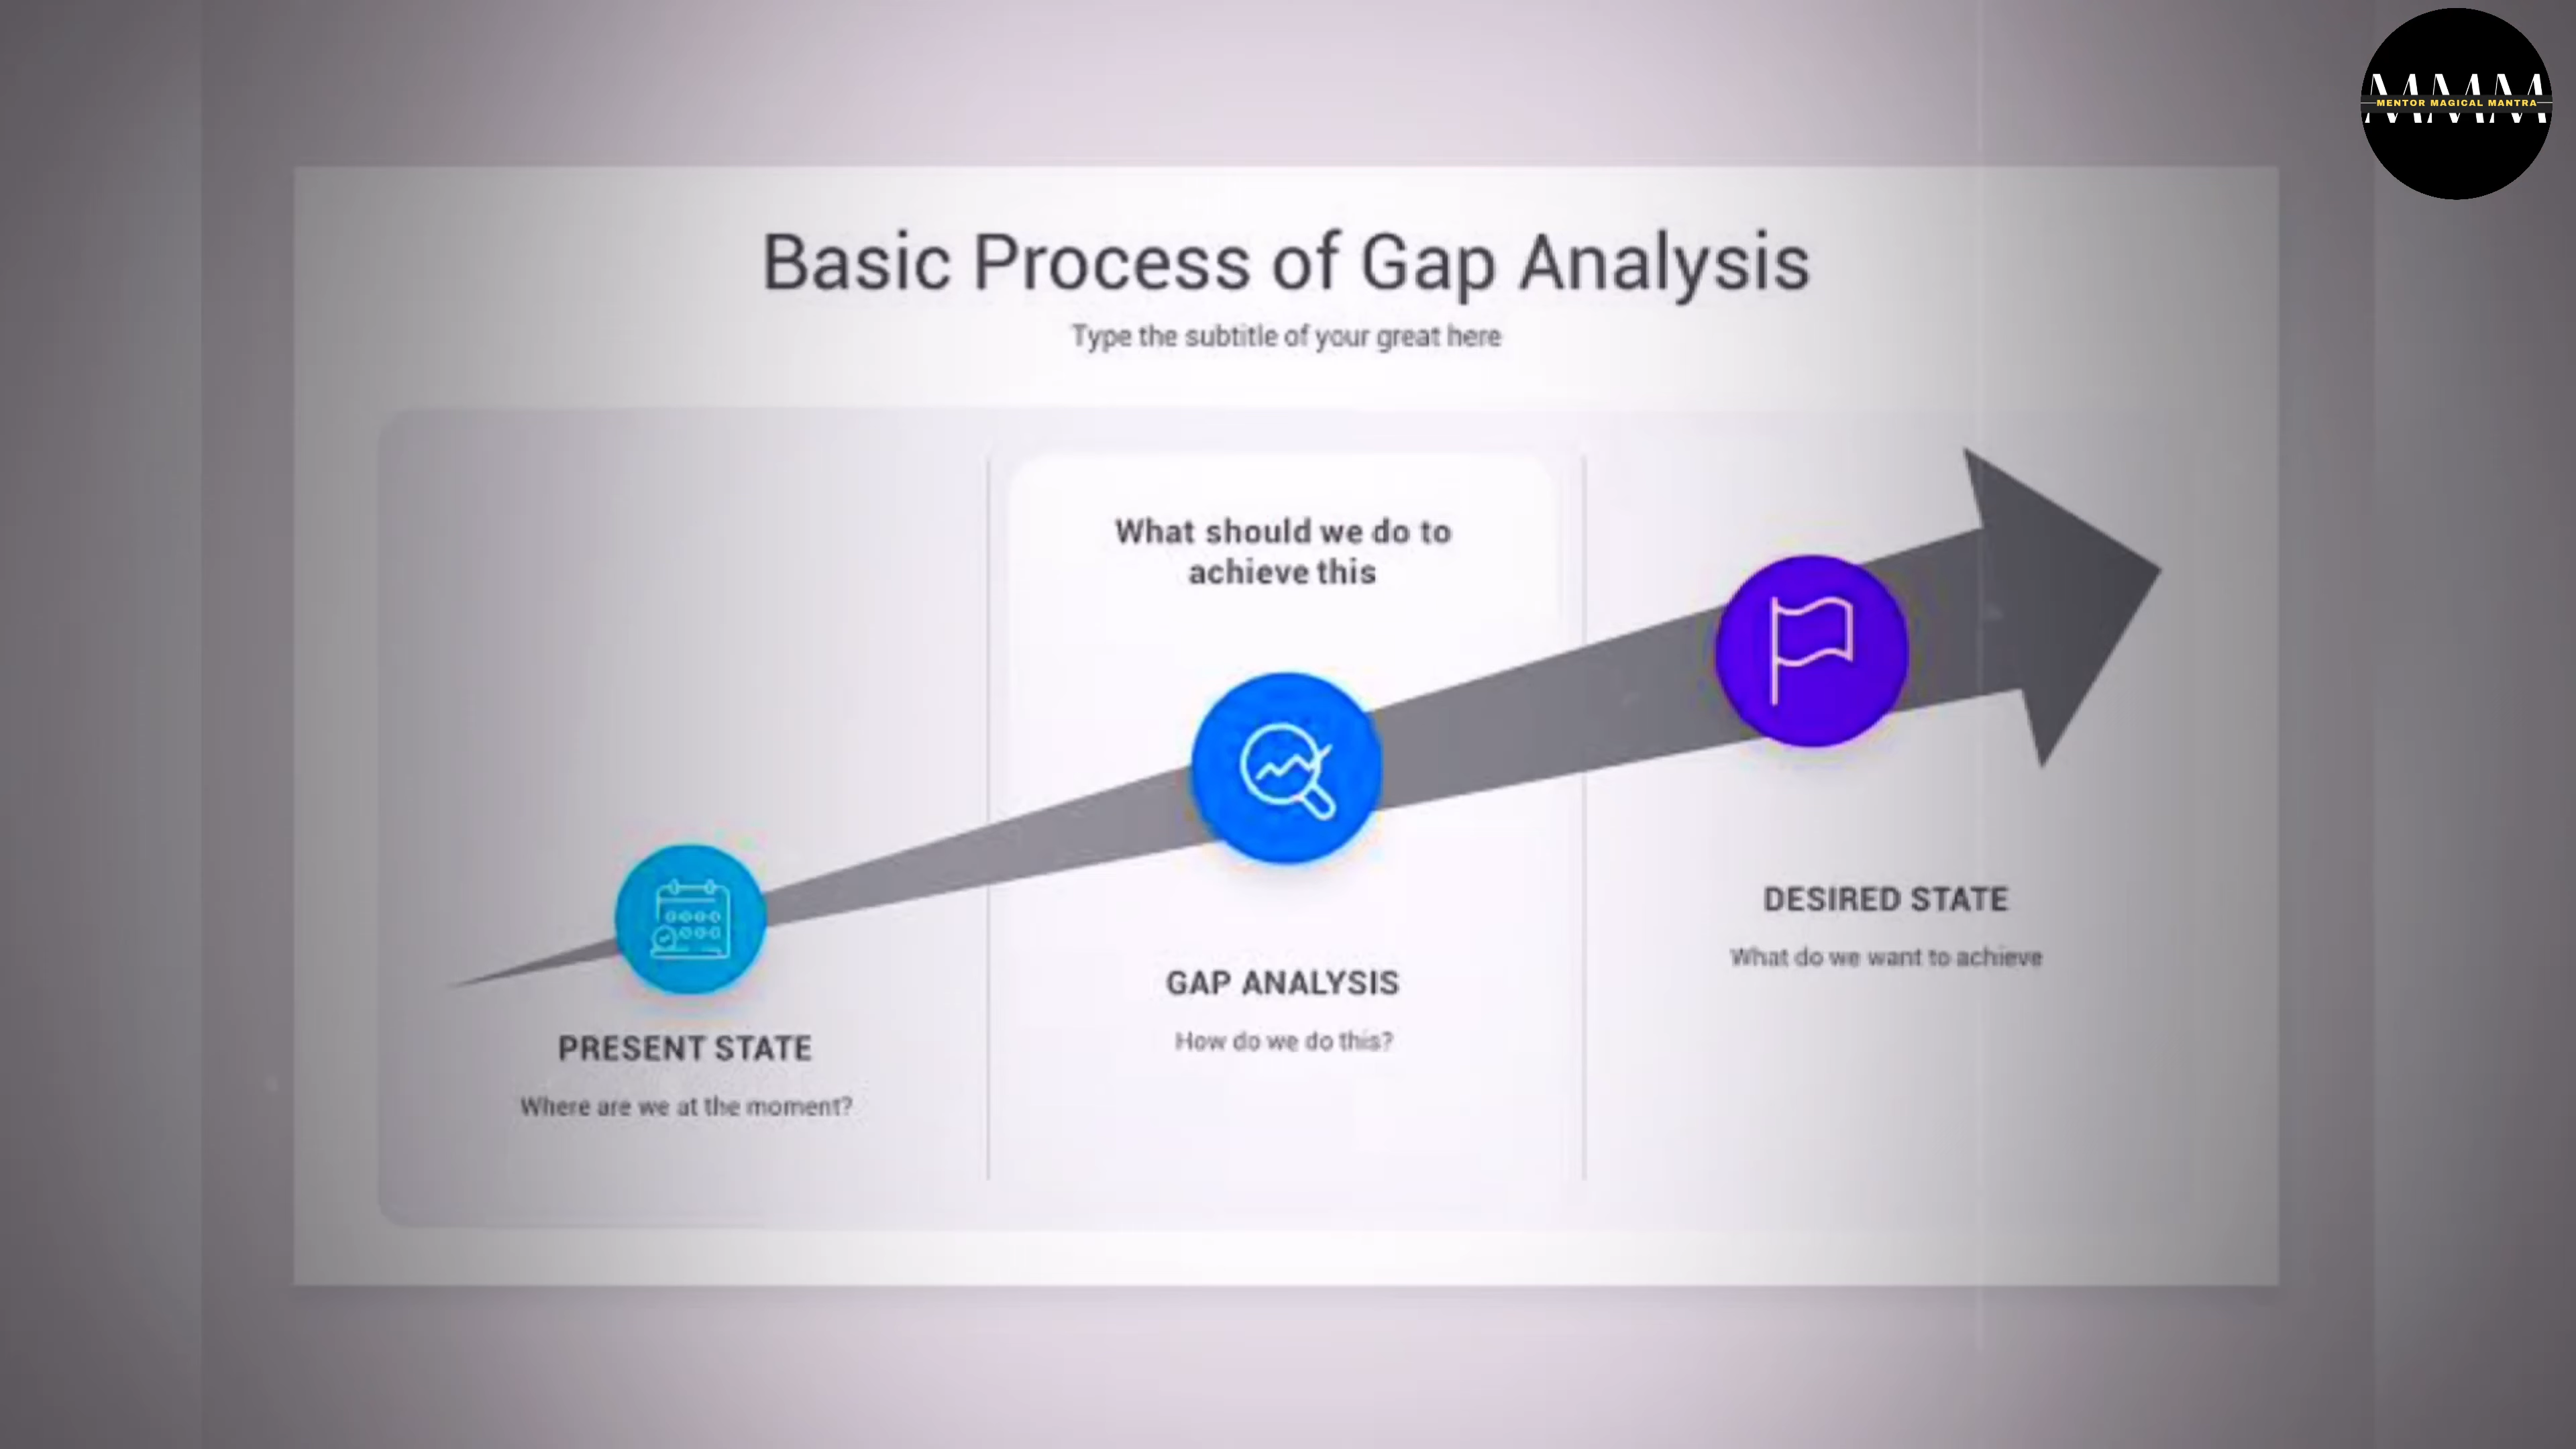 MMM
MENTOR MAGICAL MANTRA
Basic Process of Gap Analysis
Type the subtitle of your great here
What should we do to
achieve this
PRESENT STATE
Where are we at the moment?
GAP ANALYSIS
How do we do this?
DESIRED STATE
What do we want to achieve